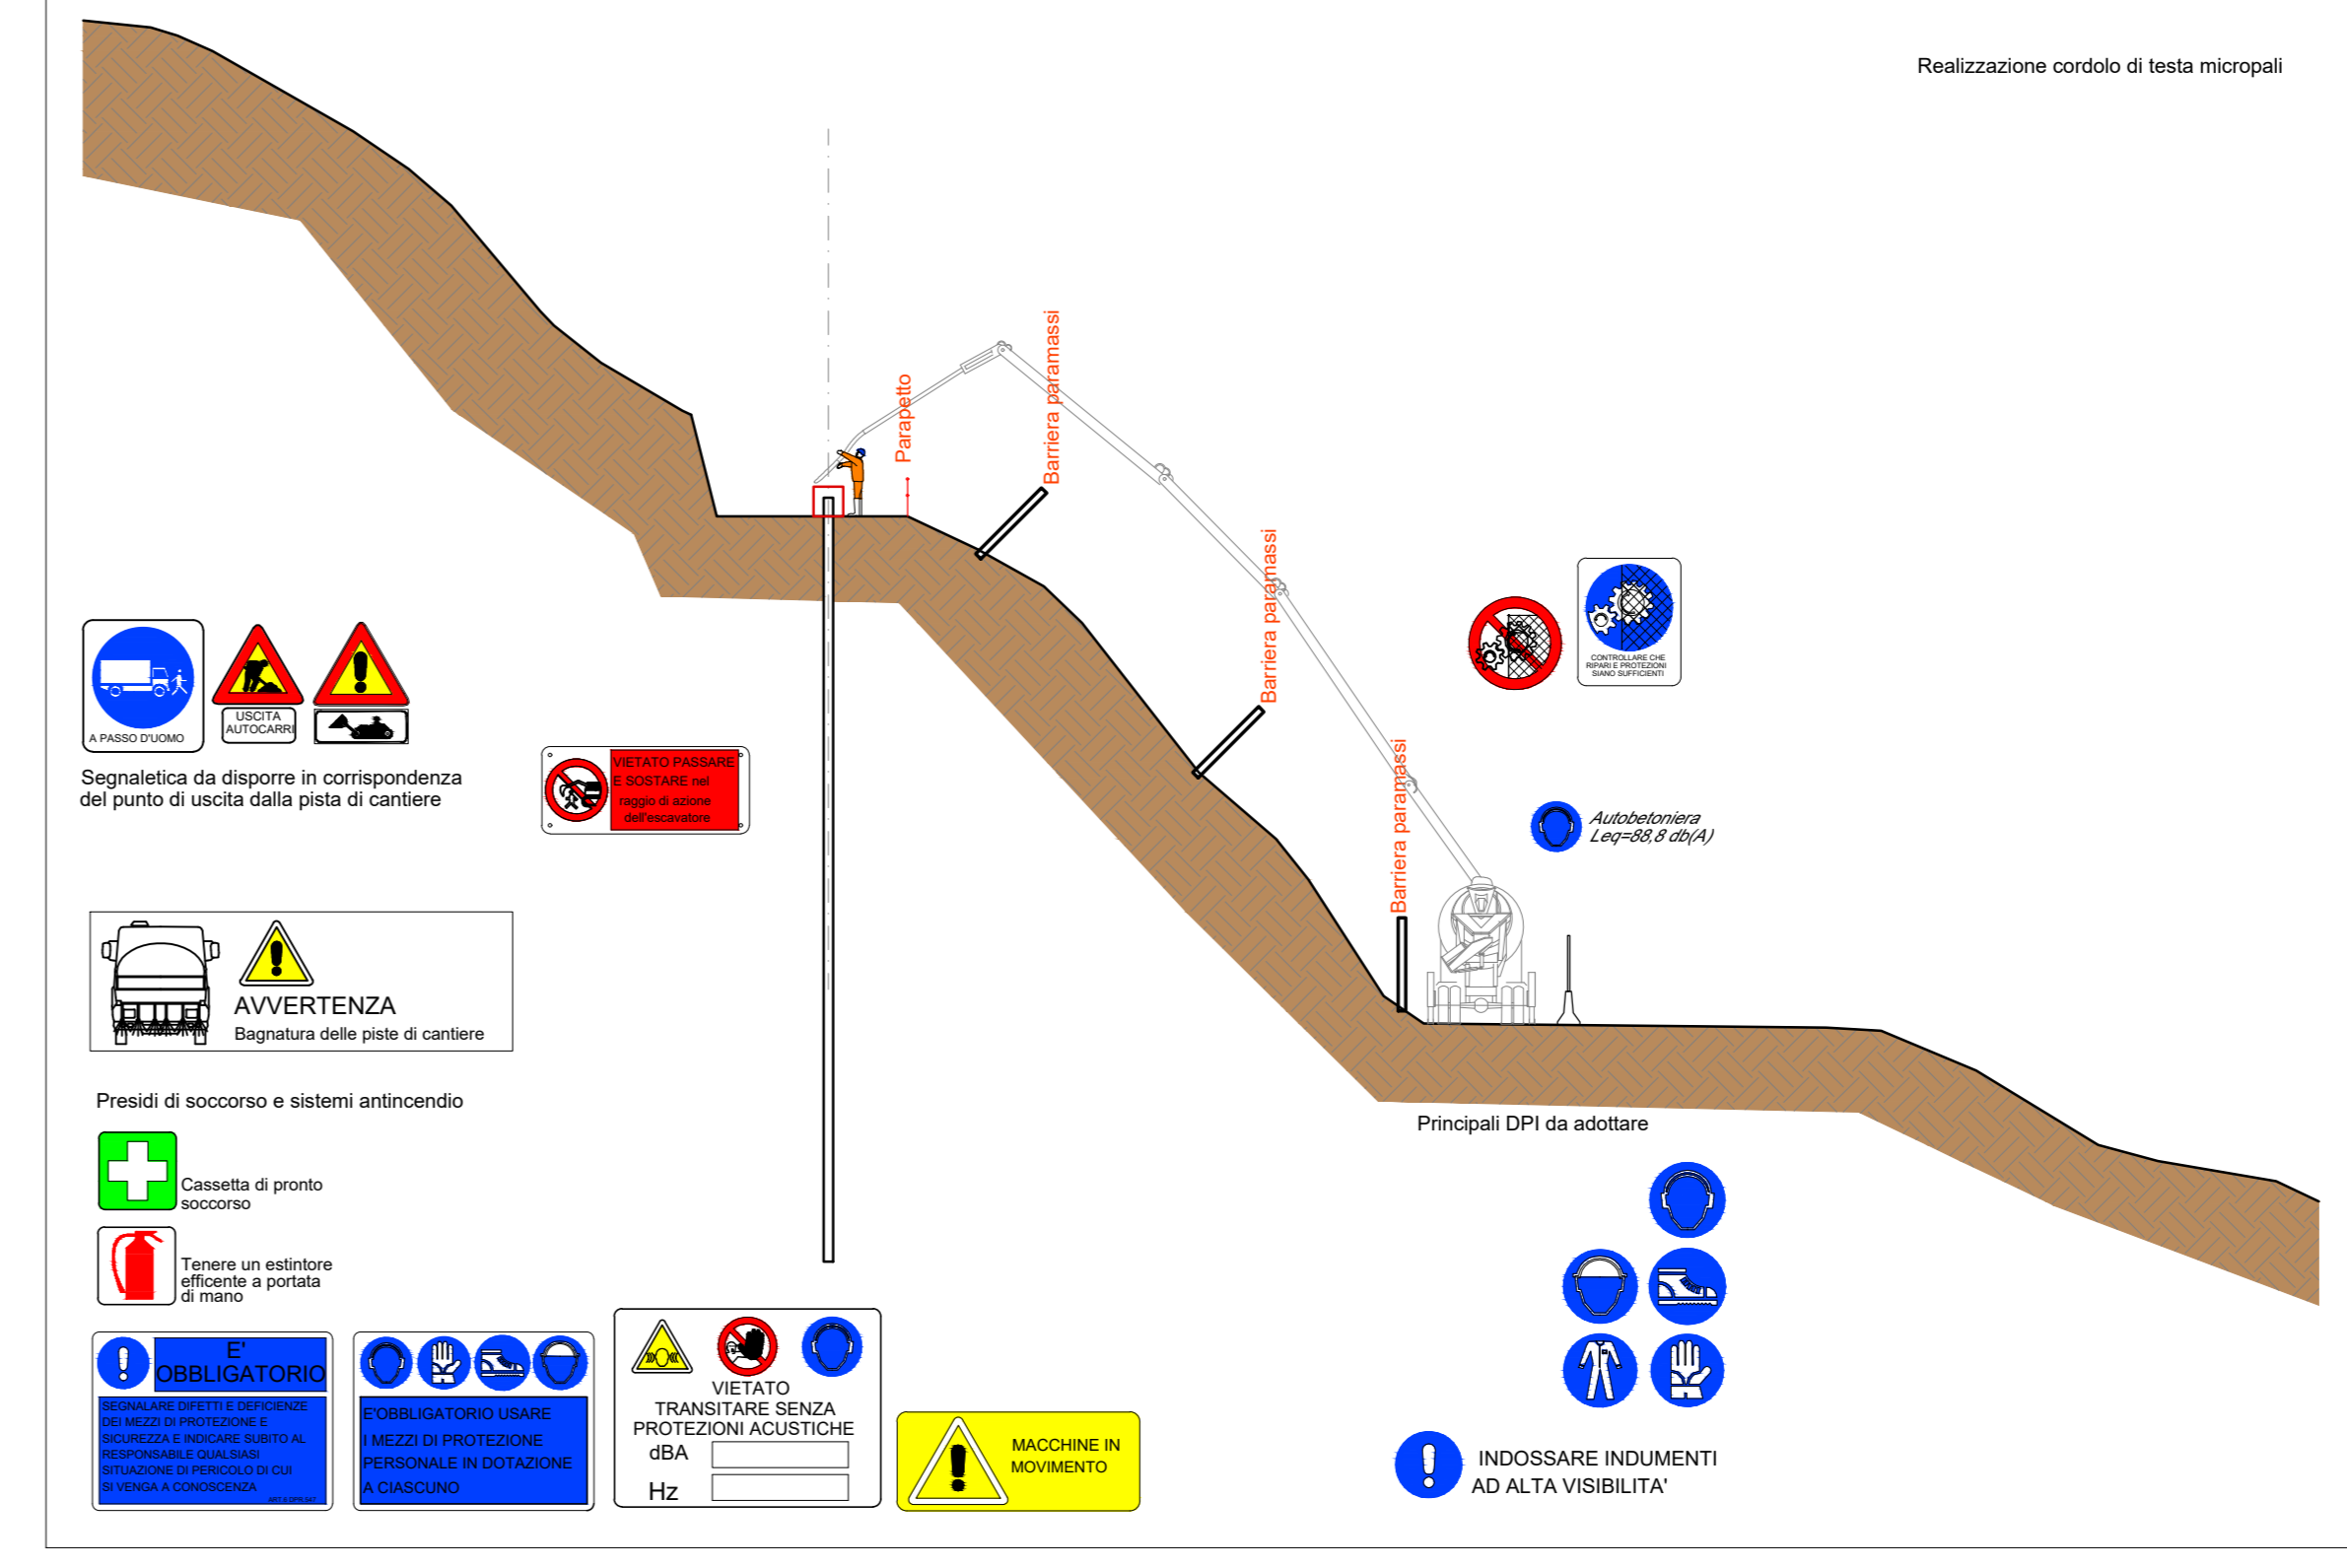 Realizzazione cordolo di testa micropali
Parapetto
Barriera paramassi
Barriera paramassi
Barriera paramassi
CONTROLLARE CHE
RIPARI E PROTEZIONI
SIANO SUFFICIENTI
A PASSO D'UOMO
USCITA
AUTOCARRI
Segnaletica da disporre in corrispondenza
del punto di uscita dalla pista di cantiere
VIETATO PASSARE
E SOSTARE nel
raggio di azione
dell'escavatore
Autobetoniera
Leq=88,8 db(A)
AVVERTENZA
Bagnatura delle piste di cantiere
Presidi di soccorso e sistemi antincendio
Cassetta di pronto
soccorso
Tenere un estintore
efficente a portata
di mano
Principali DPI da adottare
E'
OBBLIGATORIO
SEGNALARE DIFETTI E DEFICIENZE
DEI MEZZI DI PROTEZIONE E
SICUREZZA E INDICARE SUBITO AL
RESPONSABILE QUALSIASI
SITUAZIONE DI PERICOLO DI CUI
SI VENGA A CONOSCENZA
ART.6 DPR 547
E'OBBLIGATORIO USARE
I MEZZI DI PROTEZIONE
PERSONALE IN DOTAZIONE
A CIASCUNO
VIETATO
TRANSITARE SENZA
PROTEZIONI ACUSTICHE
dBA
Hz
MACCHINE IN
MOVIMENTO
INDOSSARE INDUMENTI
AD ALTA VISIBILITA'